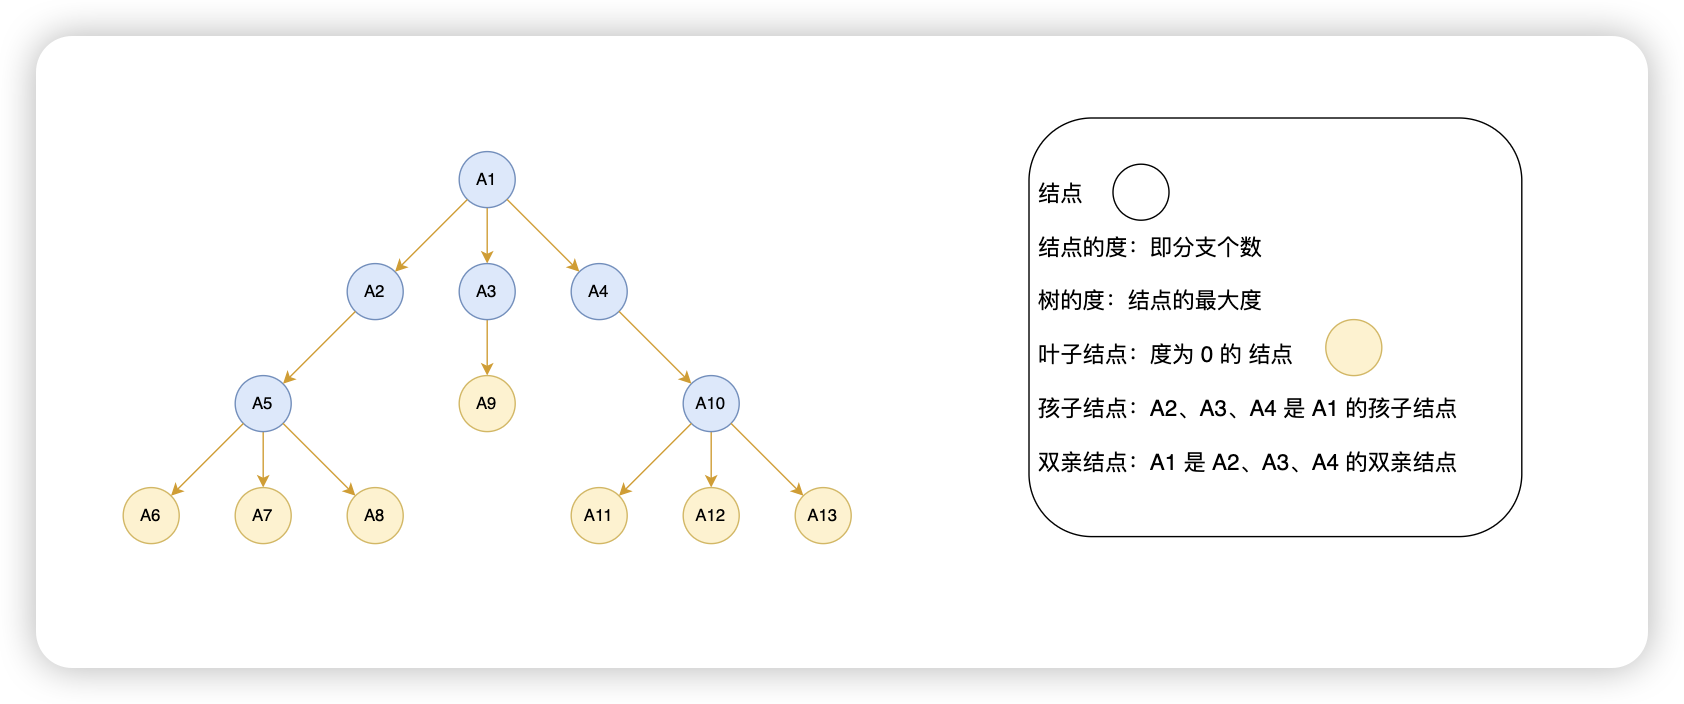 A1
A2
A3
A4
A5
A9
A10
A6
A7
A8
A11
A12
A13
结点
结点的度：即分支个数
树的度：结点的最大度
叶子结点：度为 0 的 结点
孩子结点：A2、A3、A4 是 A1 的孩子结点
双亲结点：A1 是 A2、A3、A4 的双亲结点